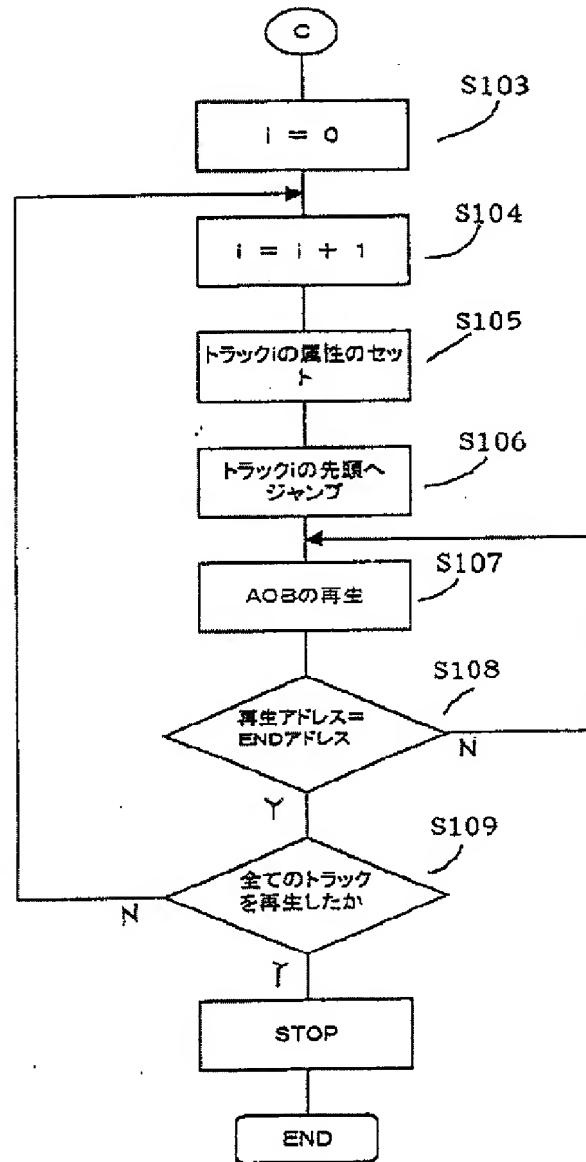 C
S103
i = 0
S104
i = i + 1
S105
トラックiの属性のセッ
ト
S106
トラックiの先頭へ
ジャンプ
S107
AOBの再生
S108
再生アドレス=
ENDアドレス
N
Y
S109
全てのトラック
を再生したか
N
Y
STOP
END